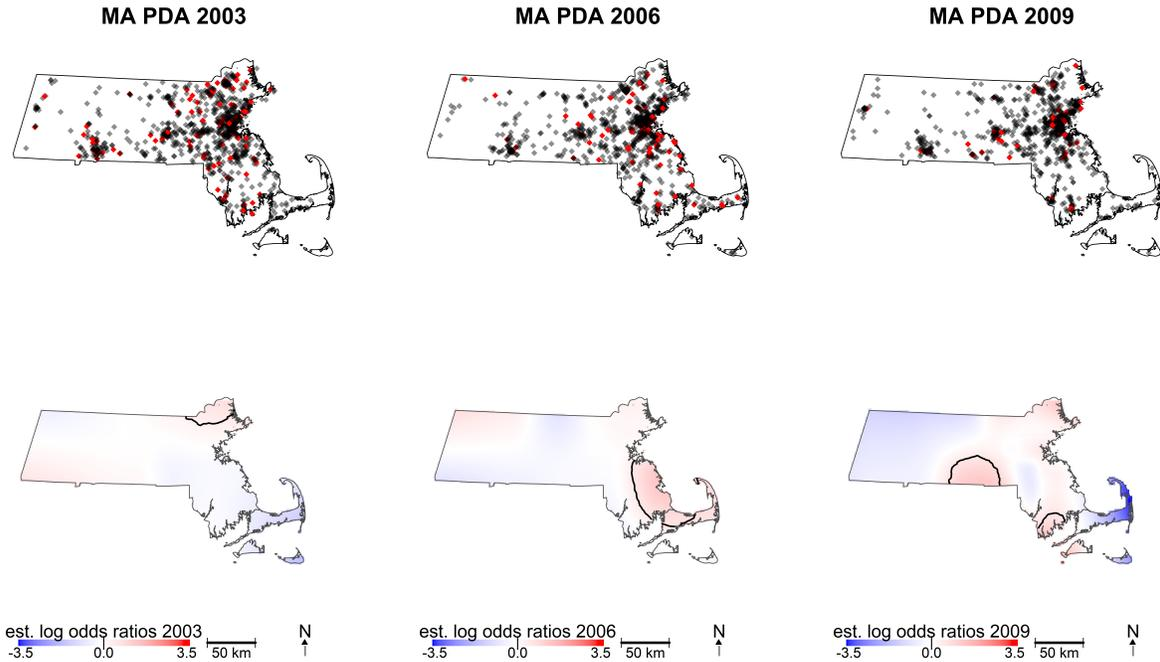 MA PDA 2003
MA PDA 2006
MA PDA 2009
est. log odds ratios 2003
-3.5 0.0 3.5
50 km
N
est. log odds ratios 2006
-3.5 0.0 3.5
50 km
N
est. log odds ratios 2009
-3.5 0.0 3.5
50 km
N